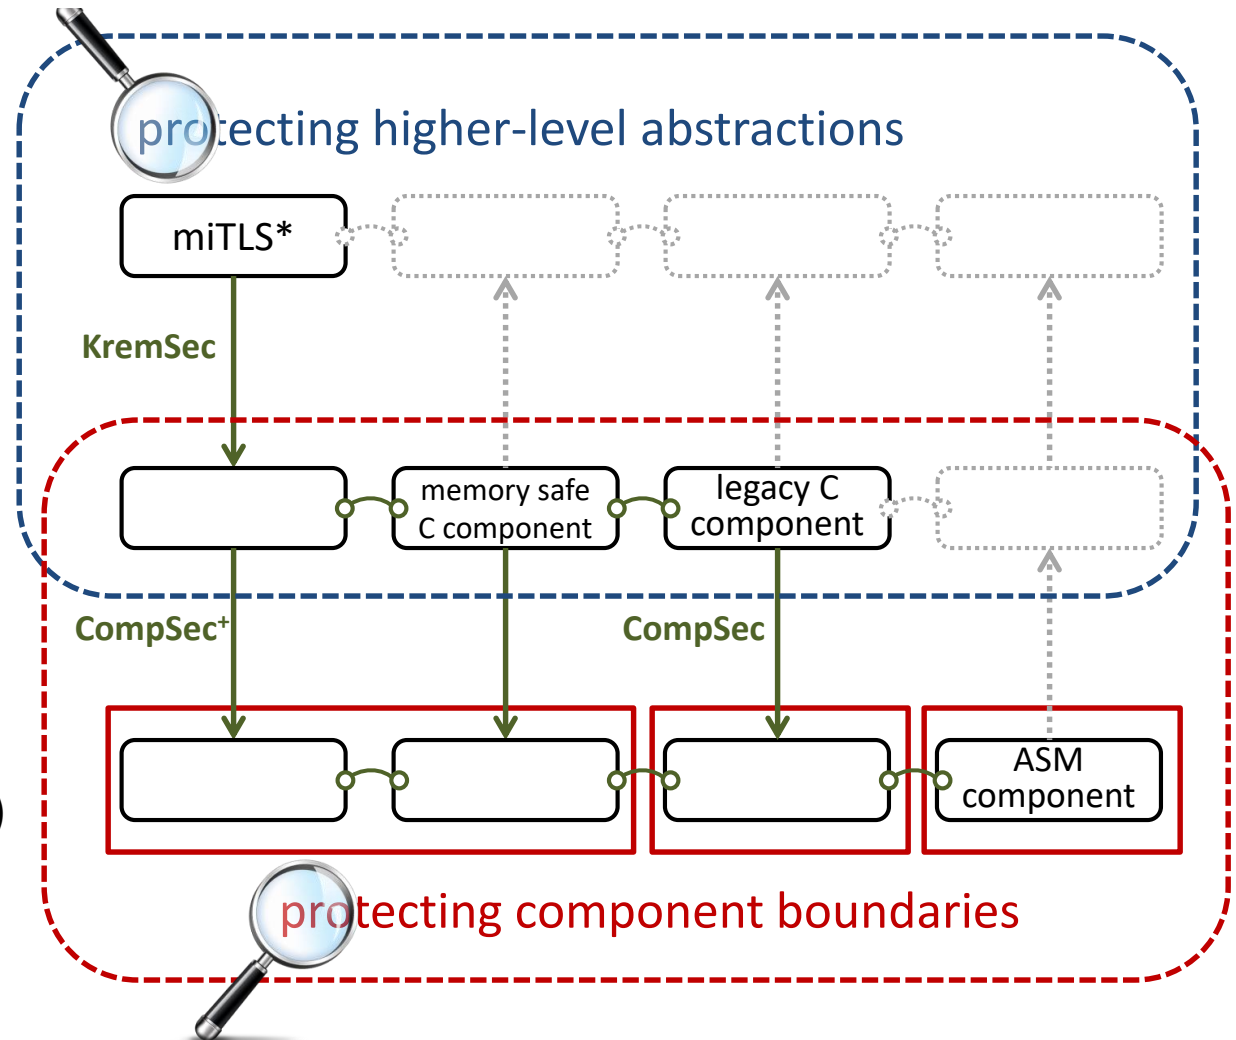 protecting higher-level abstractions
miTLS*
KremSec
memory safe
C component
legacy C
component
CompSec⁺
CompSec
ASM
component
protecting component boundaries